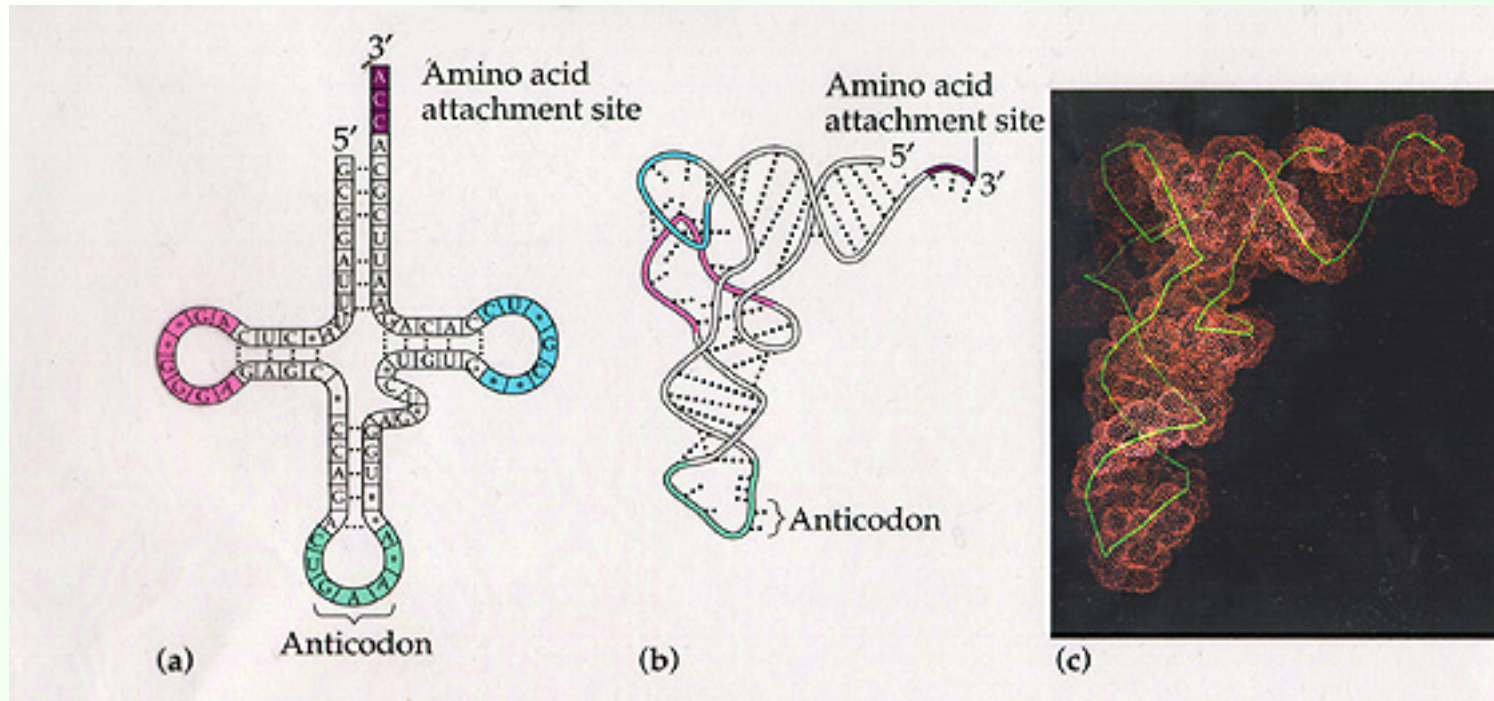 3′
Amino acid
attachment site
5′
A
C
C
A
C
G
C
U
U
A
A
G
C
G
G
A
U
U
C U C *
G A G C
A C A C C U * G
U G U C
*
C
C
A
G
A
G
G
U
*
G A A
Anticodon
(a)
Amino acid
attachment site
5′
3′
Anticodon
(b)
(c)